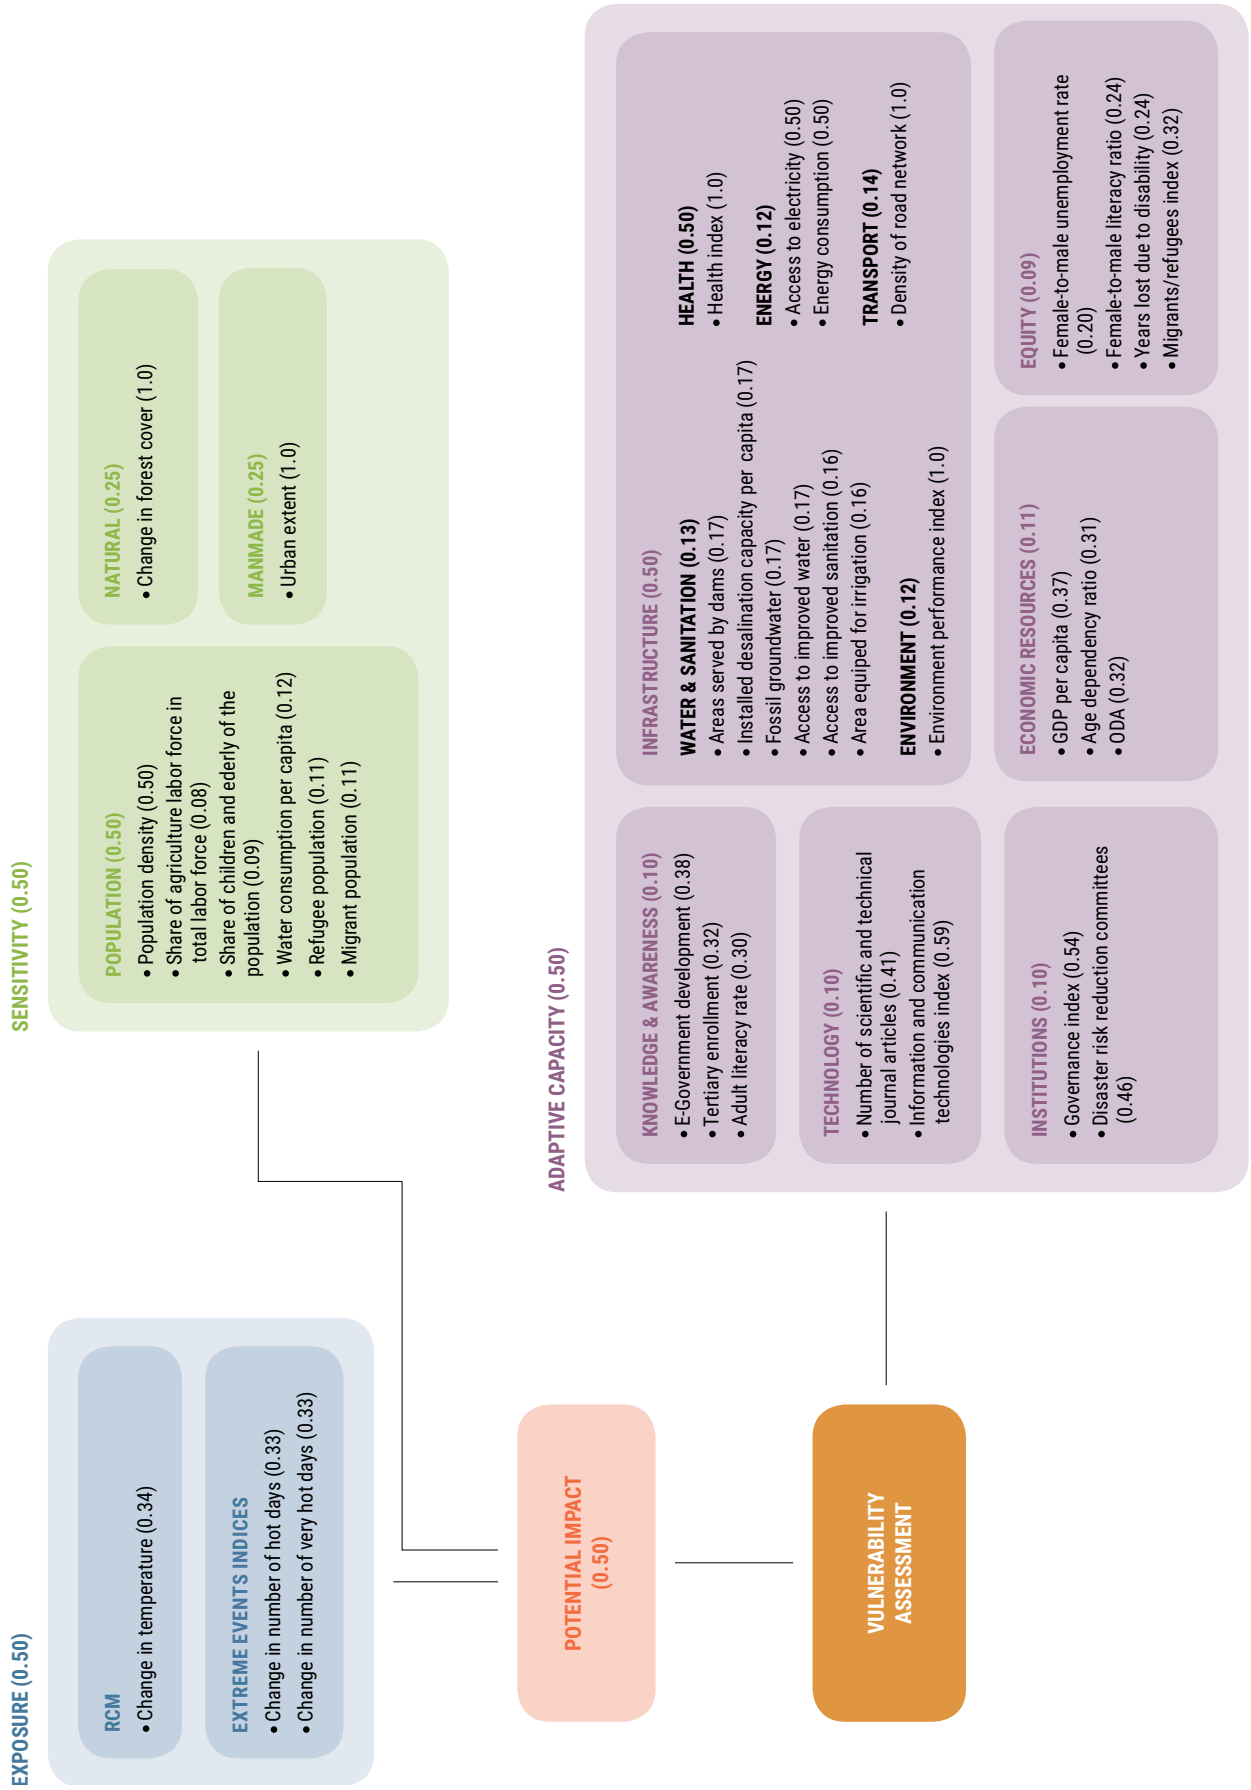 EXPOSURE (0.50)
RCM
• Change in temperature (0.34)
EXTREME EVENTS INDICES
• Change in number of hot days (0.33)
• Change in number of very hot days (0.33)
SENSITIVITY (0.50)
POPULATION (0.50)
• Population density (0.50)
• Share of agriculture labor force in
total labor force (0.08)
• Share of children and ederly of the
population (0.09)
• Water consumption per capita (0.12)
• Refugee population (0.11)
• Migrant population (0.11)
NATURAL (0.25)
• Change in forest cover (1.0)
MANMADE (0.25)
• Urban extent (1.0)
POTENTIAL IMPACT
(0.50)
VULNERABILITY
ASSESSMENT
ADAPTIVE CAPACITY (0.50)
KNOWLEDGE & AWARENESS (0.10)
• E-Government development (0.38)
• Tertiary enrollment (0.32)
• Adult literacy rate (0.30)
TECHNOLOGY (0.10)
• Number of scientific and technical
journal articles (0.41)
• Information and communication
technologies index (0.59)
INSTITUTIONS (0.10)
• Governance index (0.54)
• Disaster risk reduction committees
(0.46)
INFRASTRUCTURE (0.50)
WATER & SANITATION (0.13)
• Areas served by dams (0.17)
• Installed desalination capacity per capita (0.17)
• Fossil groundwater (0.17)
• Access to improved water (0.17)
• Access to improved sanitation (0.16)
• Area equiped for irrigation (0.16)
ENVIRONMENT (0.12)
• Environment performance index (1.0)
HEALTH (0.50)
• Health index (1.0)
ENERGY (0.12)
• Access to electricity (0.50)
• Energy consumption (0.50)
TRANSPORT (0.14)
• Density of road network (1.0)
ECONOMIC RESOURCES (0.11)
• GDP per capita (0.37)
• Age dependency ratio (0.31)
• ODA (0.32)
EQUITY (0.09)
• Female-to-male unemployment rate
(0.20)
• Female-to-male literacy ratio (0.24)
• Years lost due to disability (0.24)
• Migrants/refugees index (0.32)